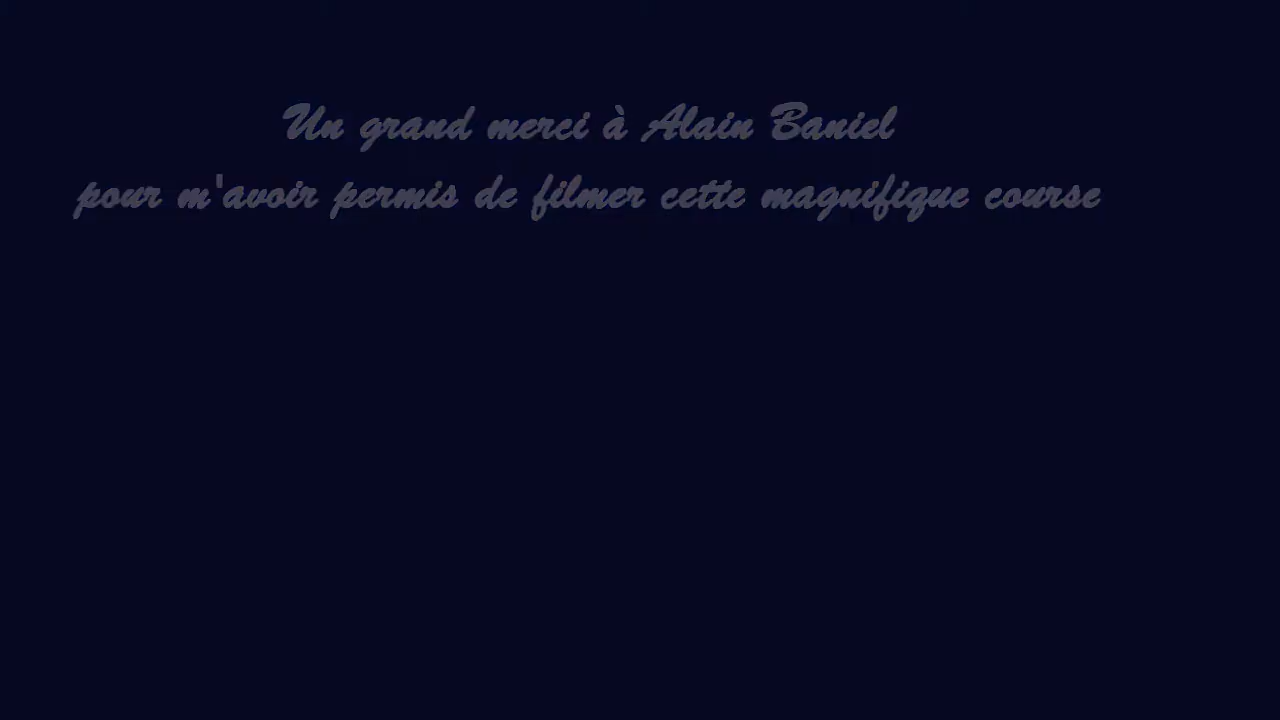 Un grand merci à Alain Baniel
pour m'avoir permis de filmer cette magnifique course